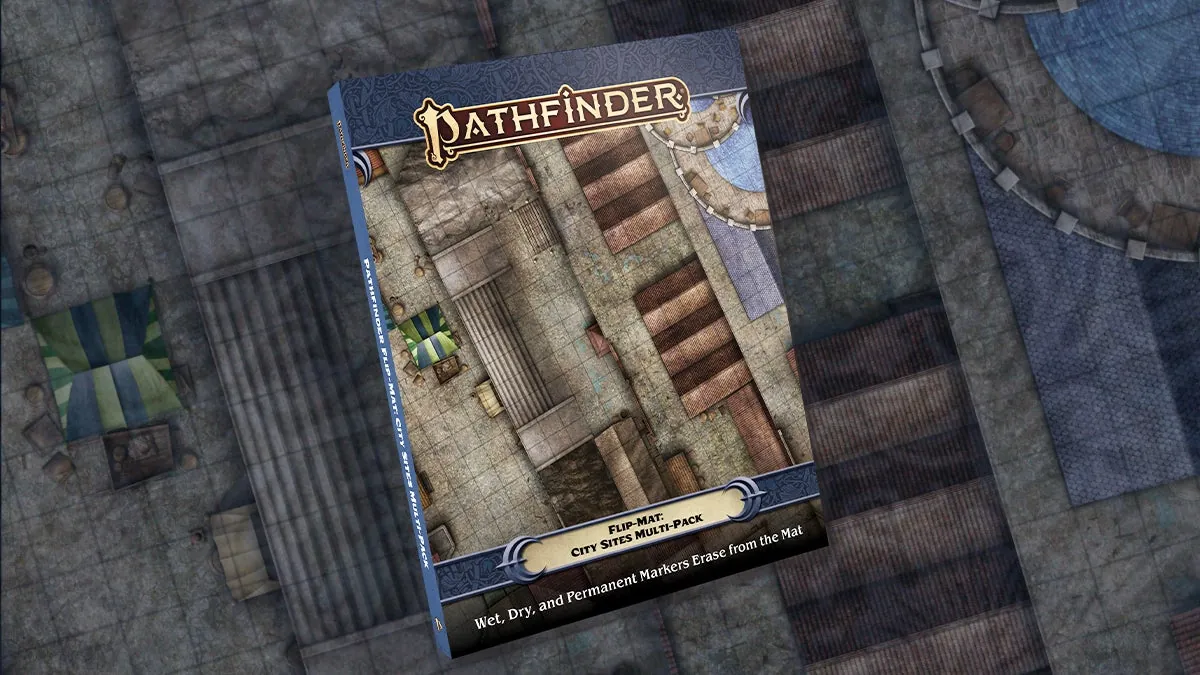 PATHFINDER
FLIP-MAT:
CITY SITES MULTI-PACK
Wet, Dry, and Permanent Markers Erase from the Mat
PATHFINDER
PATHFINDER FLIP-MAT: CITY SITES MULTI-PACK